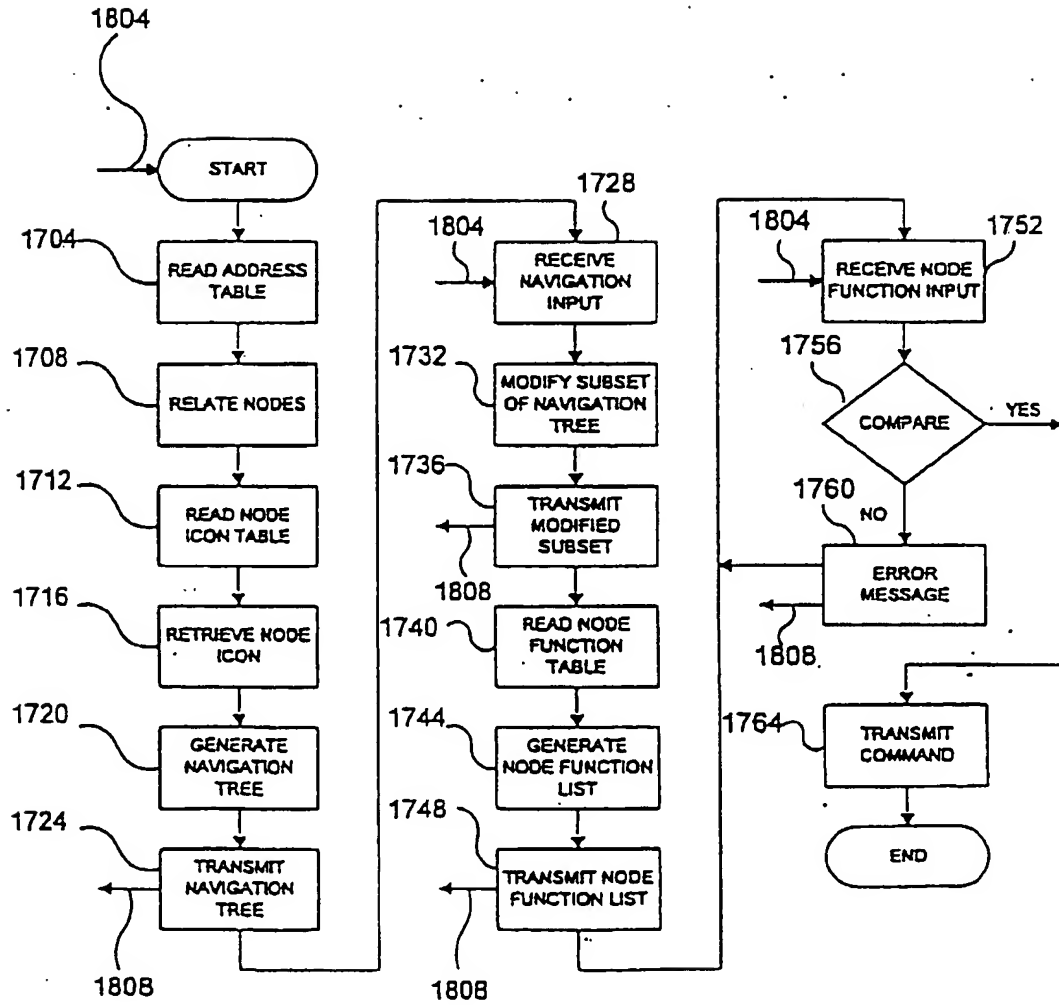 1804
START
1704
READ ADDRESS
TABLE
1708
RELATE NODES
1712
READ NODE
ICON TABLE
1716
RETRIEVE NODE
ICON
1720
GENERATE
NAVIGATION
TREE
1724
TRANSMIT
NAVIGATION
TREE
1808
1728
1804
RECEIVE
NAVIGATION
INPUT
1732
MODIFY SUBSET
OF NAVIGATION
TREE
1736
TRANSMIT
MODIFIED
SUBSET
1808
1740
READ NODE
FUNCTION
TABLE
1744
GENERATE
NODE FUNCTION
LIST
1748
TRANSMIT NODE
FUNCTION LIST
1808
1804
1752
RECEIVE NODE
FUNCTION INPUT
1756
COMPARE
YES
1760
NO
ERROR
MESSAGE
1808
1764
TRANSMIT
COMMAND
END